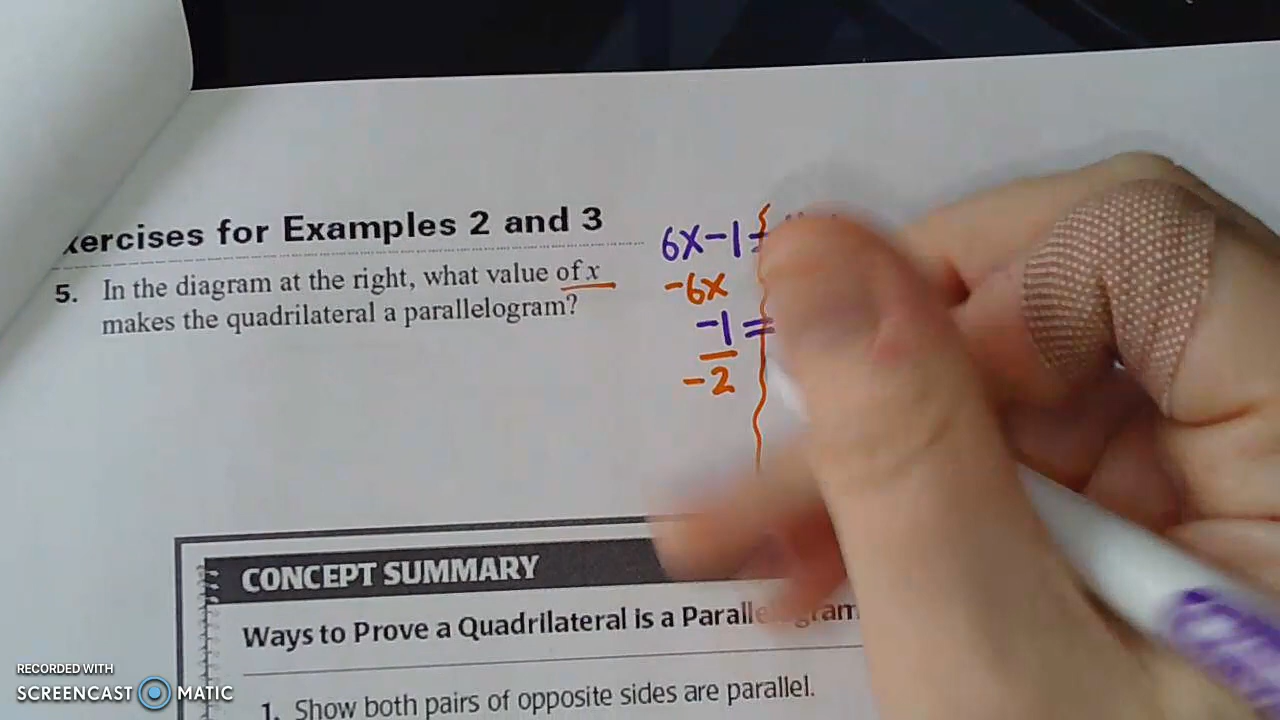 Exercises for Examples 2 and 3
5. In the diagram at the right, what value of x
makes the quadrilateral a parallelogram?
6x-1=
-6x
-1=
-2
CONCEPT SUMMARY
Ways to Prove a Quadrilateral is a Parallelogram
1. Show both pairs of opposite sides are parallel.
RECORDED WITH
SCREENCAST MATIC